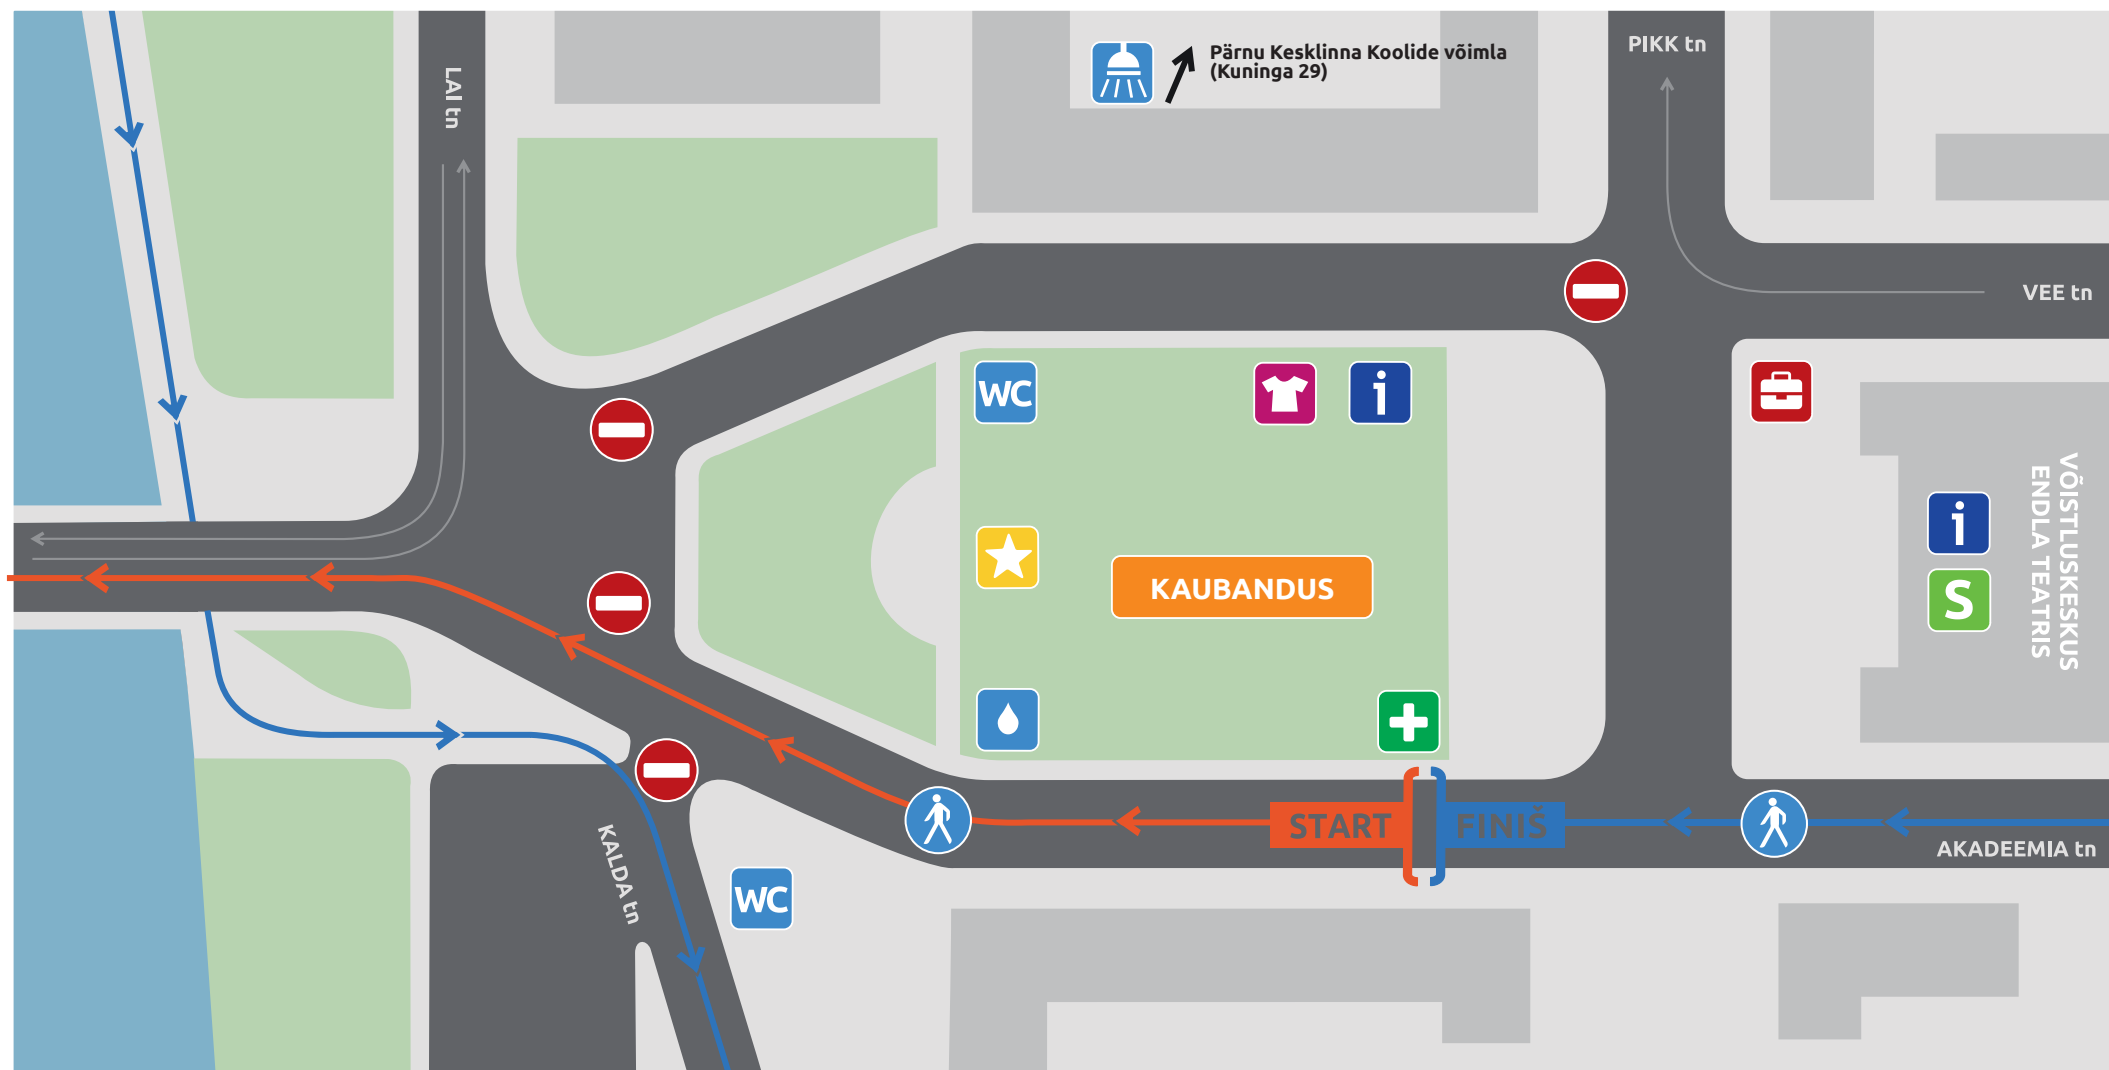 Pärnu Kesklinna Koolide võimla
(Kuninga 29)
PIKK tn
LAI tn
VEE tn
WC
i
VÕISTLUSKESKUS
ENDLA TEATRIS
i
KAUBANDUS
S
START
FINIŠ
AKADEEMIA tn
KALDA tn
WC